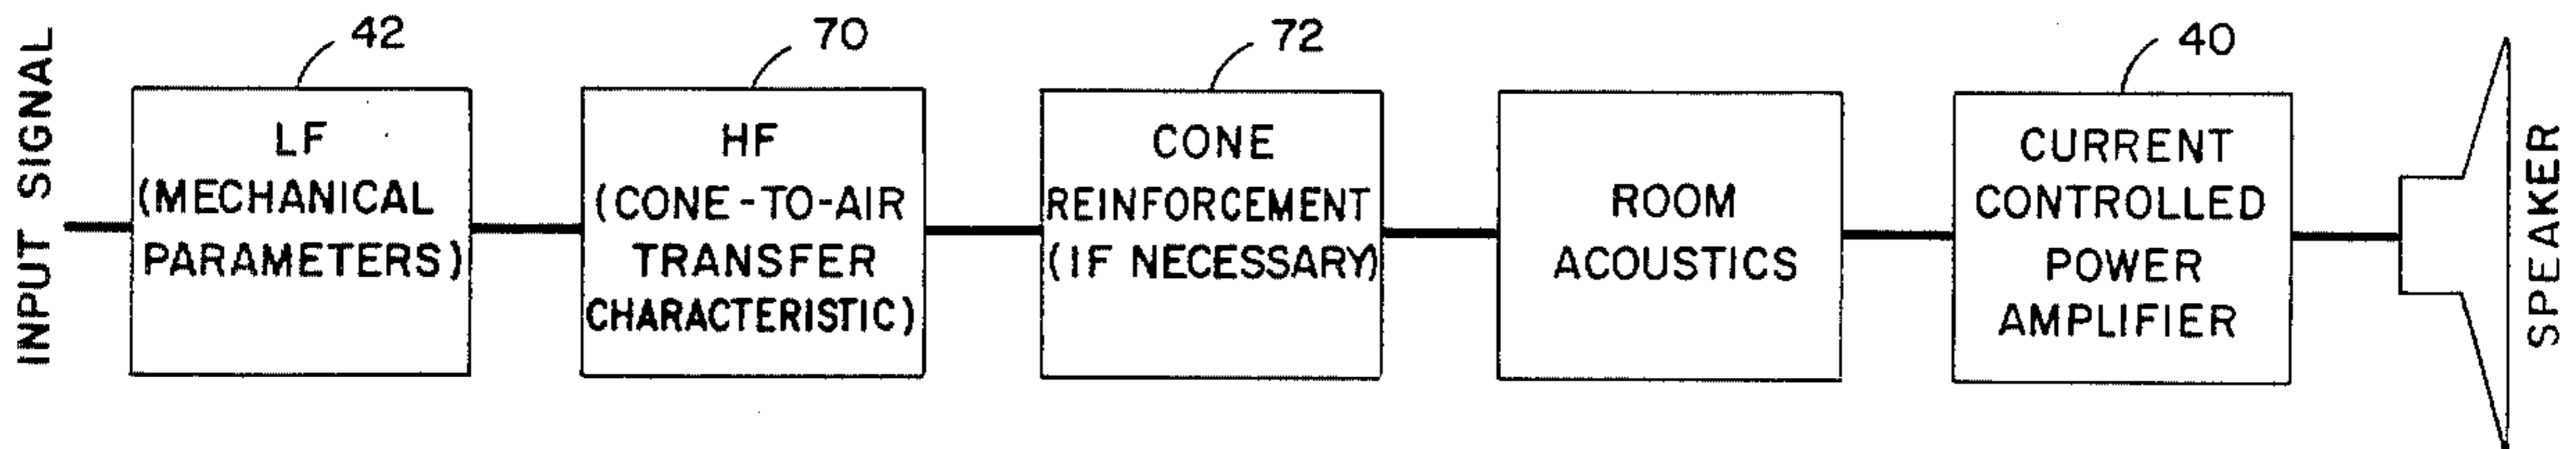 INPUT SIGNAL
42
LF
(MECHANICAL
PARAMETERS)
70
HF
(CONE-TO-AIR
TRANSFER
CHARACTERISTIC)
72
CONE
REINFORCEMENT
(IF NECESSARY)
ROOM
ACOUSTICS
40
CURRENT
CONTROLLED
POWER
AMPLIFIER
SPEAKER